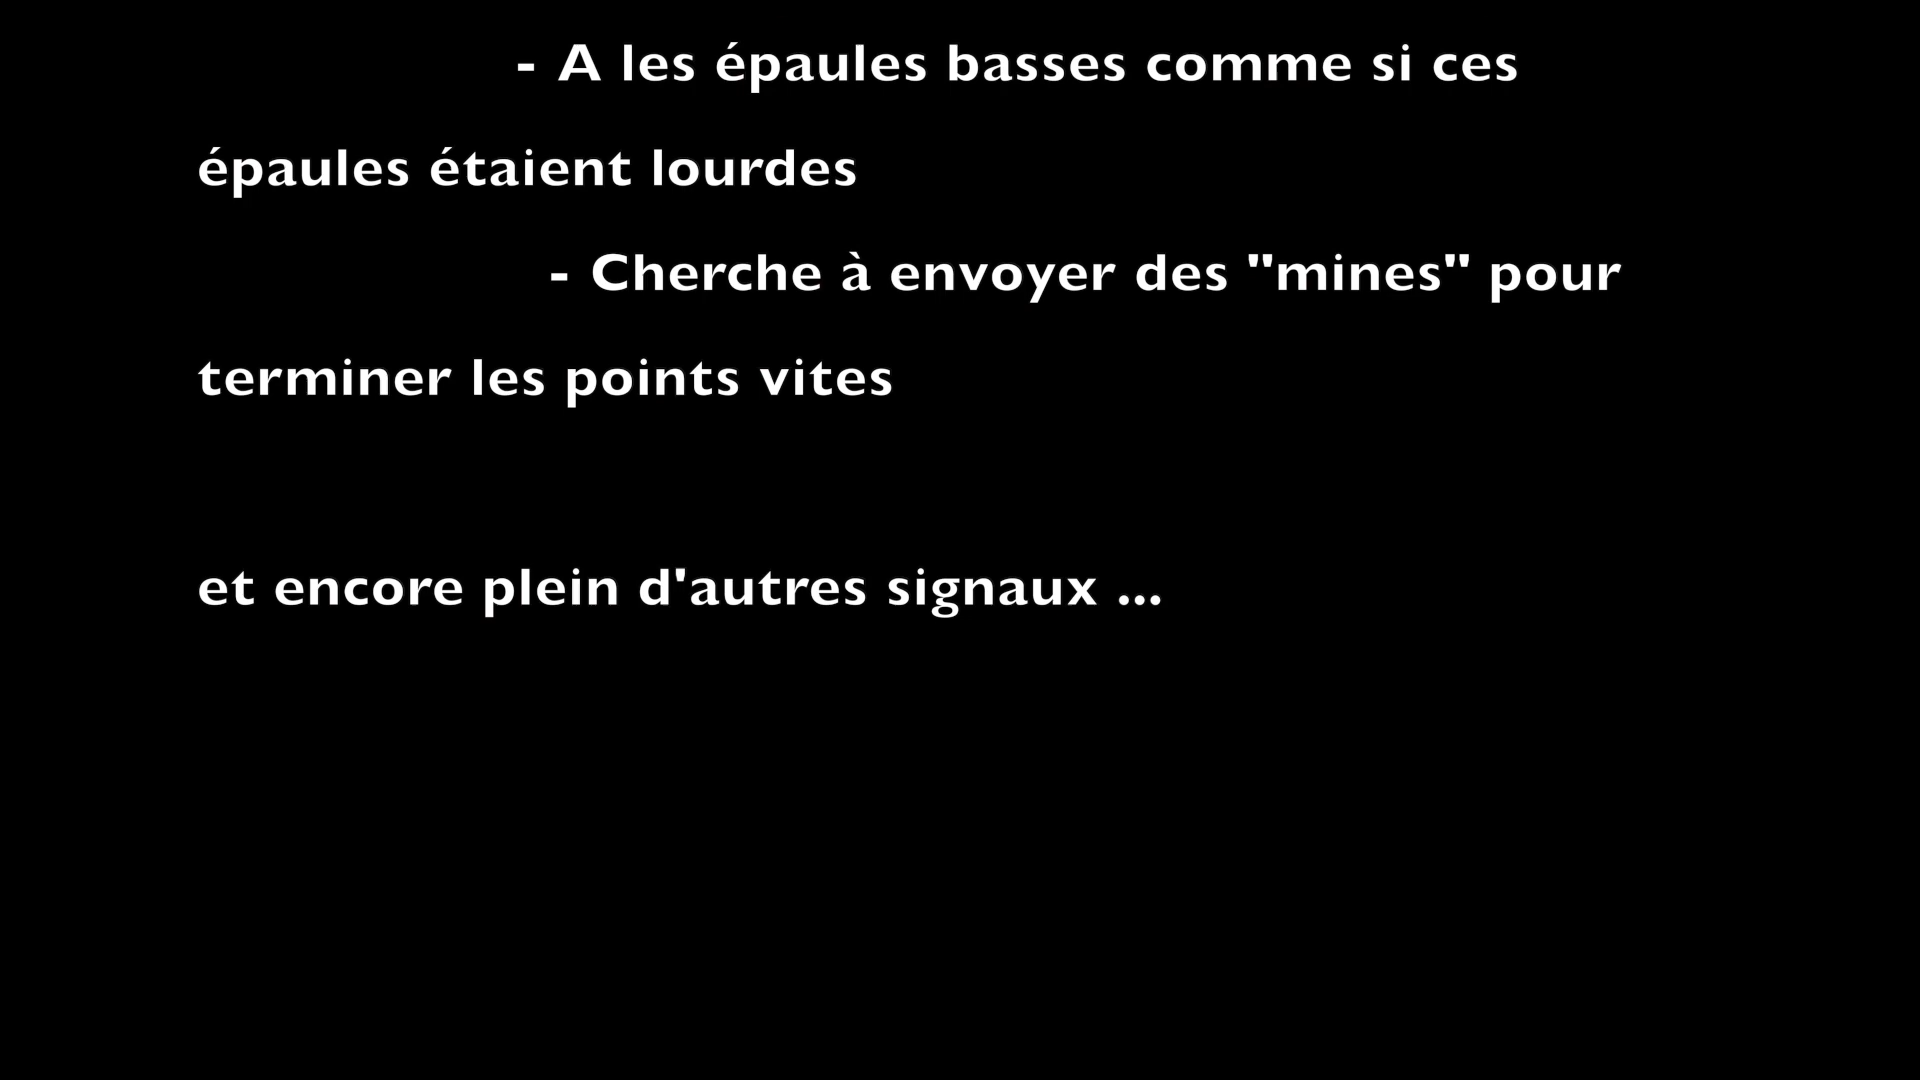 - A les épaules basses comme si ces
épaules étaient lourdes
- Cherche à envoyer des "mines" pour
terminer les points vites
et encore plein d'autres signaux ...